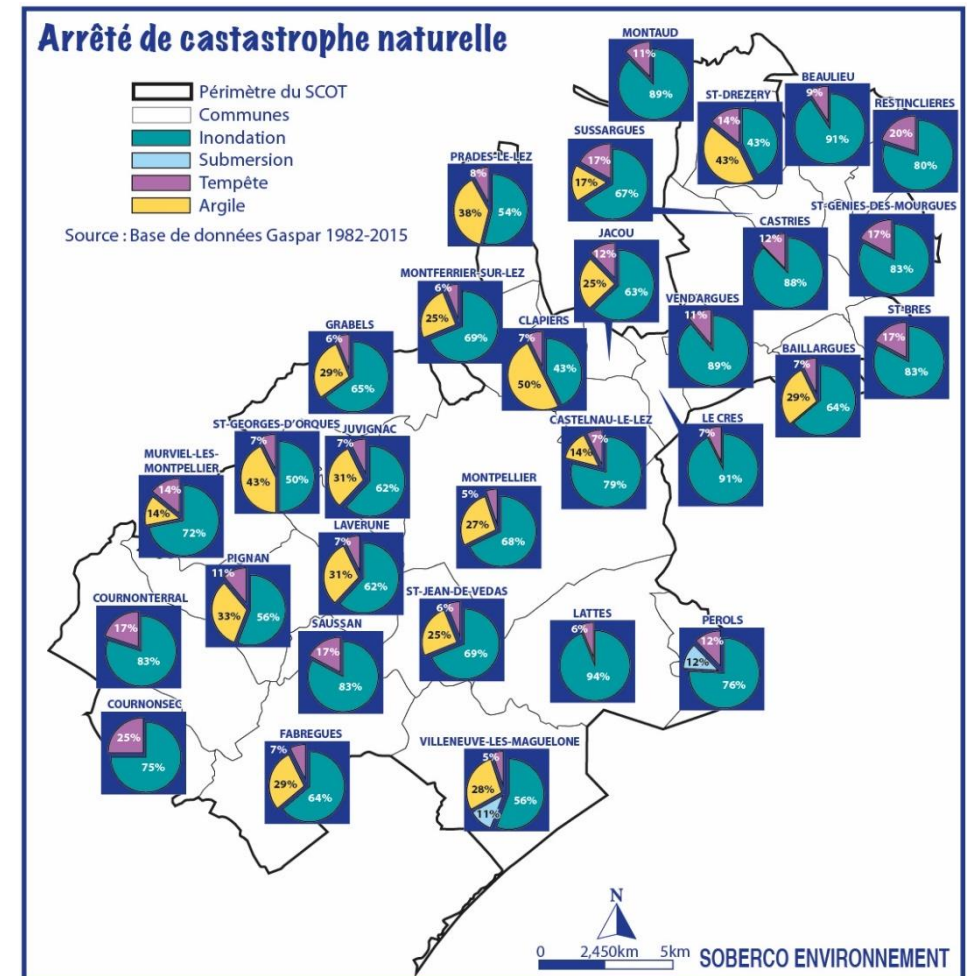 Arrêté de castastrophe naturelle
Périmètre du SCOT
Communes
Inondation
Submersion
Tempête
Argile
Source : Base de données Gaspar 1982-2015
MONTAUD
11%
89%
ST-DREZERY
14%
43%
43%
BEAULIEU
9%
91%
RESTINCLIERES
20%
80%
SUSSARGUES
17%
17%
67%
PRADES-LE-LEZ
8%
38%
54%
CASTRIES
12%
88%
ST-GENIES-DES-MOURGUES
17%
83%
JACOU
12%
25%
63%
MONTFERRIER-SUR-LEZ
6%
25%
69%
VENDARGUES
11%
89%
ST-BRES
17%
83%
GRABELS
6%
29%
65%
CLAPIERS
7%
43%
50%
BAILLARGUES
7%
29%
64%
CASTELNAU-LE-LEZ
7%
14%
79%
LE CRES
7%
91%
ST-GEORGES-D'ORQUES
7%
43%
50%
JUVIGNAC
7%
31%
62%
MURVIEL-LES-
MONTPELLIER
14%
14%
72%
MONTPELLIER
5%
27%
68%
LAVERUNE
7%
31%
62%
PIGNAN
11%
33%
56%
COURNONTERRAL
17%
83%
SAUSSAN
17%
83%
ST-JEAN-DE-VEDAS
6%
25%
69%
LATTES
6%
94%
PEROLS
12%
12%
76%
COURNONSEC
25%
75%
FABREGUES
7%
29%
64%
VILLENEUVE-LES-MAGUELONE
5%
28%
56%
11%
N
0 2,450km 5km
SOBERCO ENVIRONNEMENT